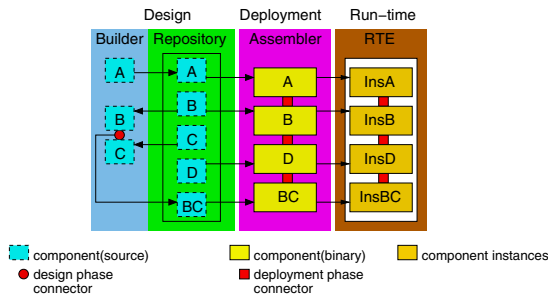 Design Deployment Run-time
Builder Repository Assembler RTE
A A A InsA
B B B InsB
C C D InsD
D BC InsBC
BC
component(source) component(binary) component instances
design phase connector deployment phase connector